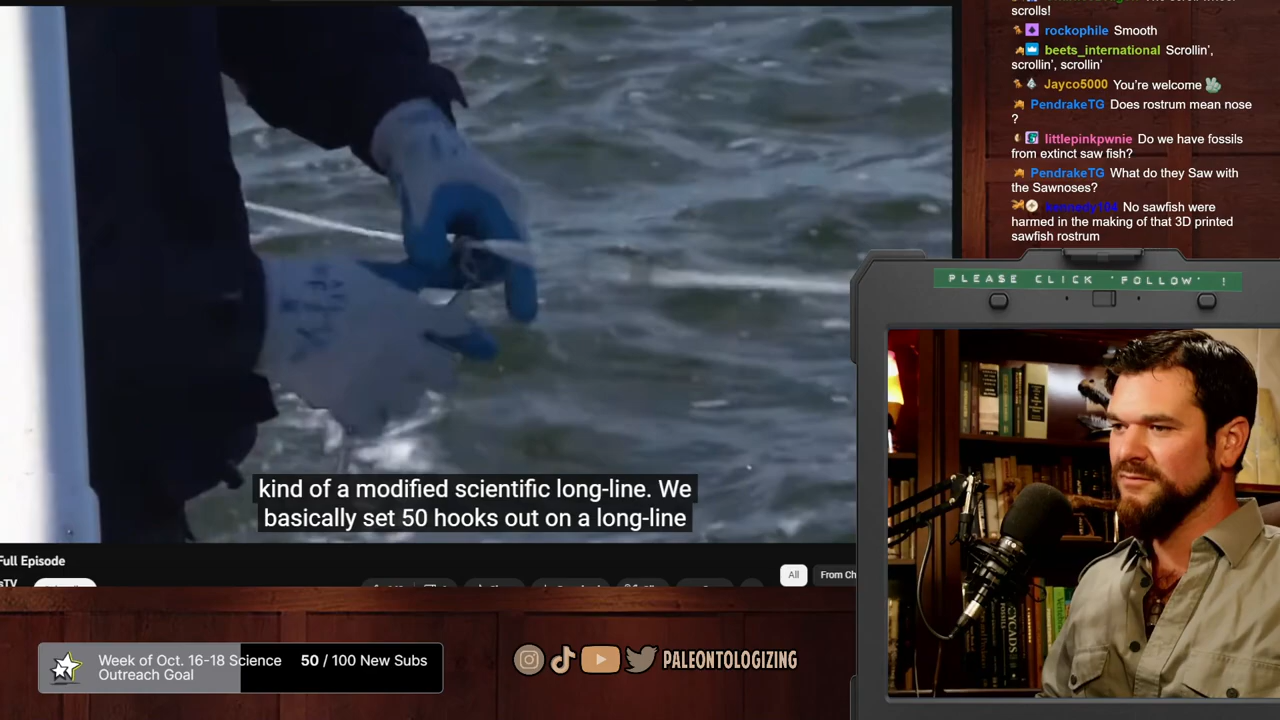 scrolls!
rockophile Smooth
beets_international Scrollin',
scrollin', scrollin'
Jayco5000 You're welcome
PendrakeTG Does rostrum mean nose
?
littlepinkpwnie Do we have fossils
from extinct saw fish?
PendrakeTG What do they Saw with
the Sawnoses?
No sawfish were
harmed in the making of that 3D printed
sawfish rostrum
PLEASE CLICK 'FOLLOW' !
kind of a modified scientific long-line. We
basically set 50 hooks out on a long-line
Full Episode
sTV
All
From Ch
CYCADS
Week of Oct. 16-18 Science
Outreach Goal
50 / 100 New Subs
PALEONTOLOGIZING